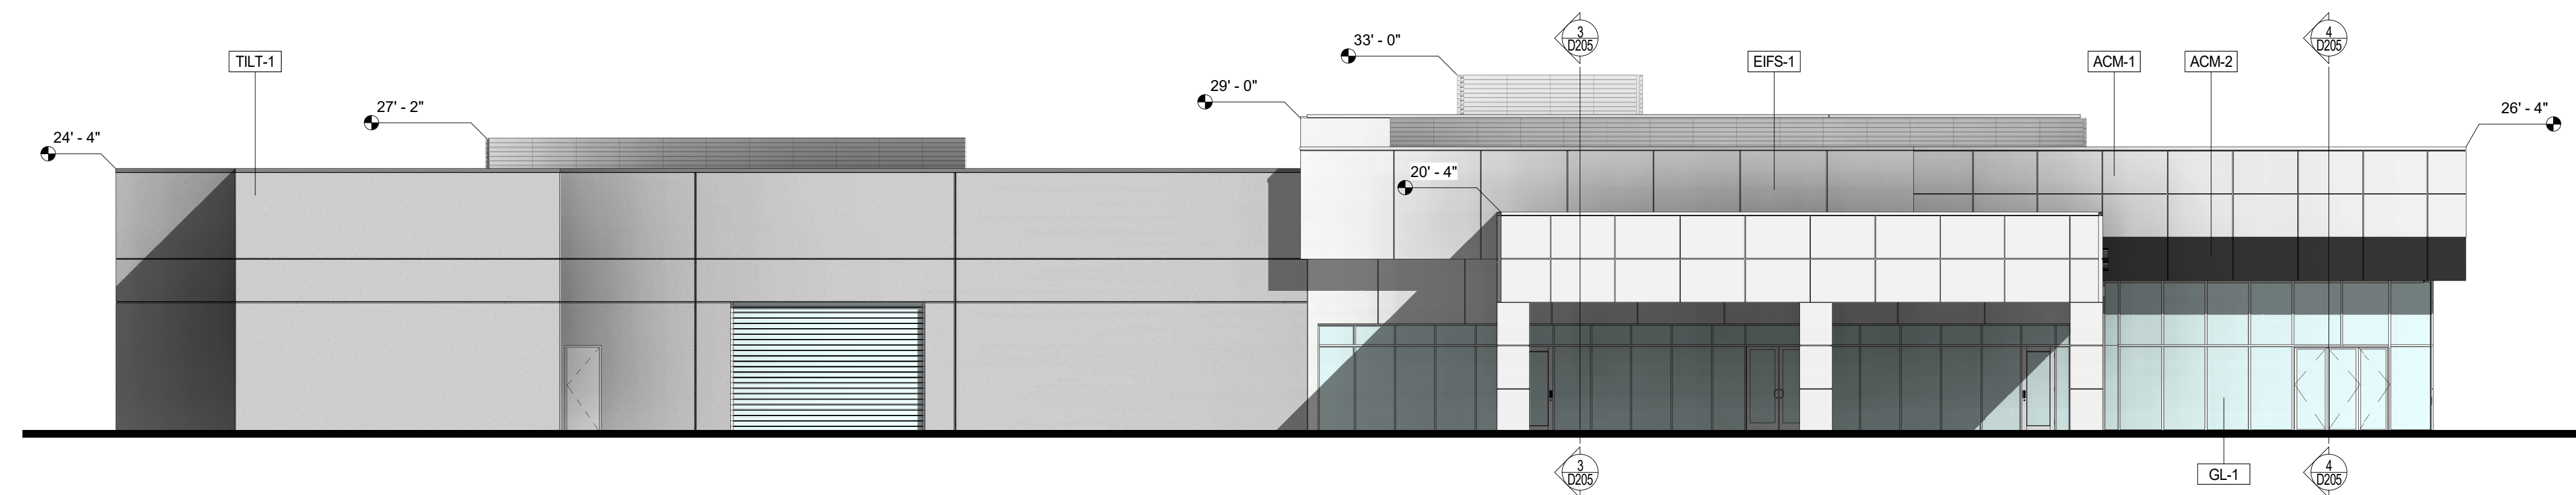 3
D205
4
D205
33' - 0"
TILT-1
EIFS-1
ACM-1
ACM-2
29' - 0"
27' - 2"
26' - 4"
24' - 4"
20' - 4"
3
D205
4
D205
GL-1